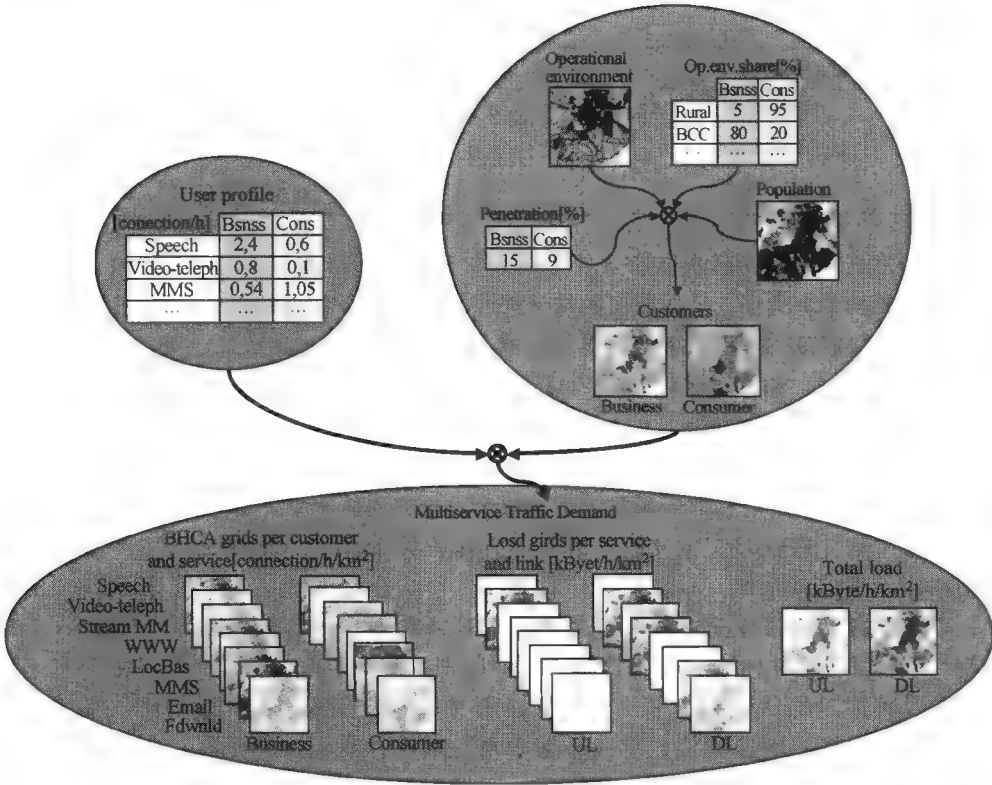 Operational
environment
Op.env.share[%]
Bsnss Cons
Rural 5 95
BCC 80 20
. . ... ...
User profile
[conection/h] Bsnss Cons
Speech 2,4 0,6
Video-teleph 0,8 0,1
MMS 0,54 1,05
... ... ...
Penetration[%]
Bsnss Cons
15 9
Population
Customers
Business Consumer
Multiservice Traffic Demand
BHCA grids per customer
and service[connection/h/km²]
Speech
Video-teleph
Stream MM
WWW
LocBas
MMS
Email
Fdwnld
Business Consumer
Losd girds per service
and link [kByet/h/km²]
UL DL
Total load
[kByte/h/km²]
UL DL